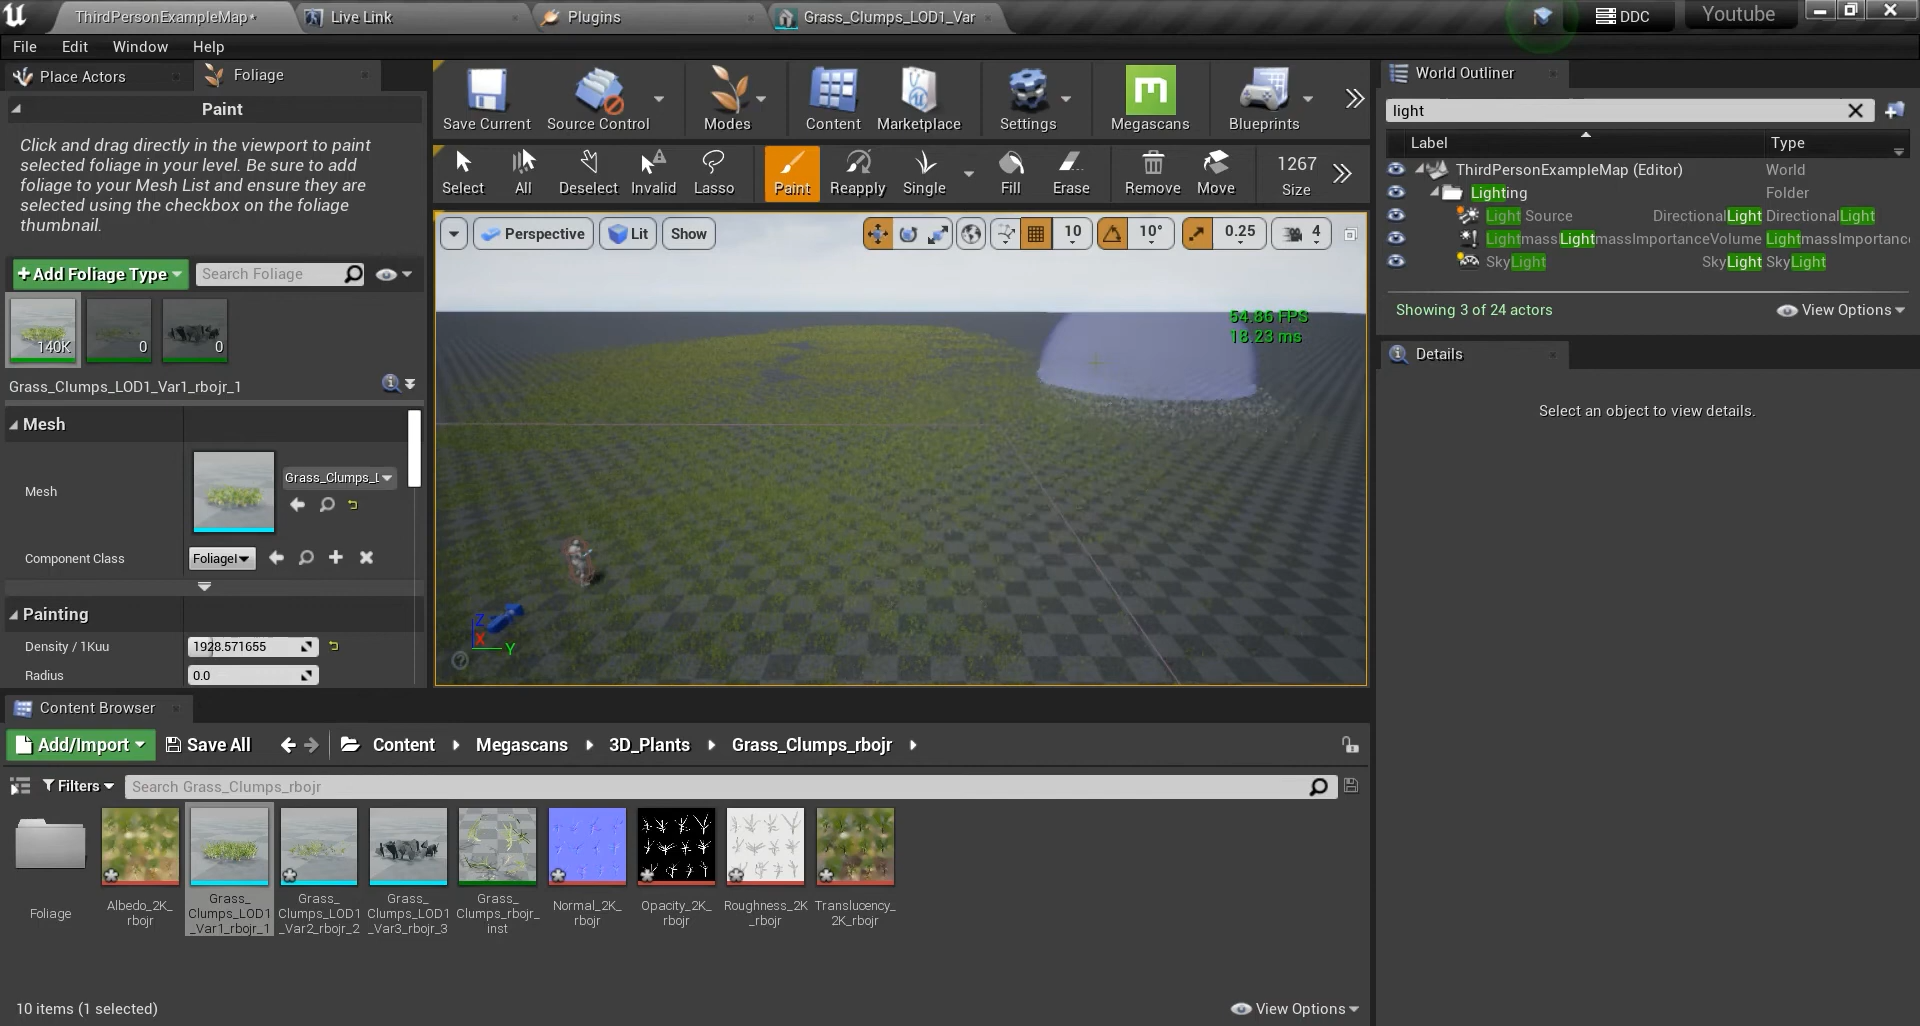 ThirdPersonExampleMap*
Live Link
Plugins
Grass_Clumps_LOD1_Var
DDC
Youtube
File Edit Window Help
Place Actors
Foliage
Paint
Click and drag directly in the viewport to paint
selected foliage in your level. Be sure to add
foliage to your Mesh List and ensure they are
selected using the checkbox on the foliage
thumbnail.
+Add Foliage Type
Search Foliage
140K
0
0
Grass_Clumps_LOD1_Var1_rbojr_1
Mesh
Mesh
Grass_Clumps_L
Component Class
FoliageI
Painting
Density / 1Kuu
1928.571655
Radius
0.0
Save Current
Source Control
Modes
Content
Marketplace
Settings
Megascans
Blueprints
Select
All
Deselect
Invalid
Lasso
Paint
Reapply
Single
Fill
Erase
Remove
Move
1267
Size
Perspective
Lit
Show
10
10°
0.25
4
54.86 FPS
18.23 ms
Z
X
Y
World Outliner
light
Label
Type
ThirdPersonExampleMap (Editor)
World
Lighting
Folder
Light Source
DirectionalLight
DirectionalLight
LightmassLightmassImportanceVolume
LightmassImportanc
SkyLight
SkyLight
SkyLight
Showing 3 of 24 actors
View Options
Details
Select an object to view details.
Content Browser
Add/Import
Save All
Content
Megascans
3D_Plants
Grass_Clumps_rbojr
Filters
Search Grass_Clumps_rbojr
Foliage
Albedo_2K_
rbojr
Grass_
Clumps_LOD1
_Var1_rbojr_1
Grass_
Clumps_LOD1
_Var2_rbojr_2
Grass_
Clumps_LOD1
_Var3_rbojr_3
Grass_
Clumps_rbojr_
inst
Normal_2K_
rbojr
Opacity_2K_
rbojr
Roughness_2K
_rbojr
Translucency_
2K_rbojr
10 items (1 selected)
View Options